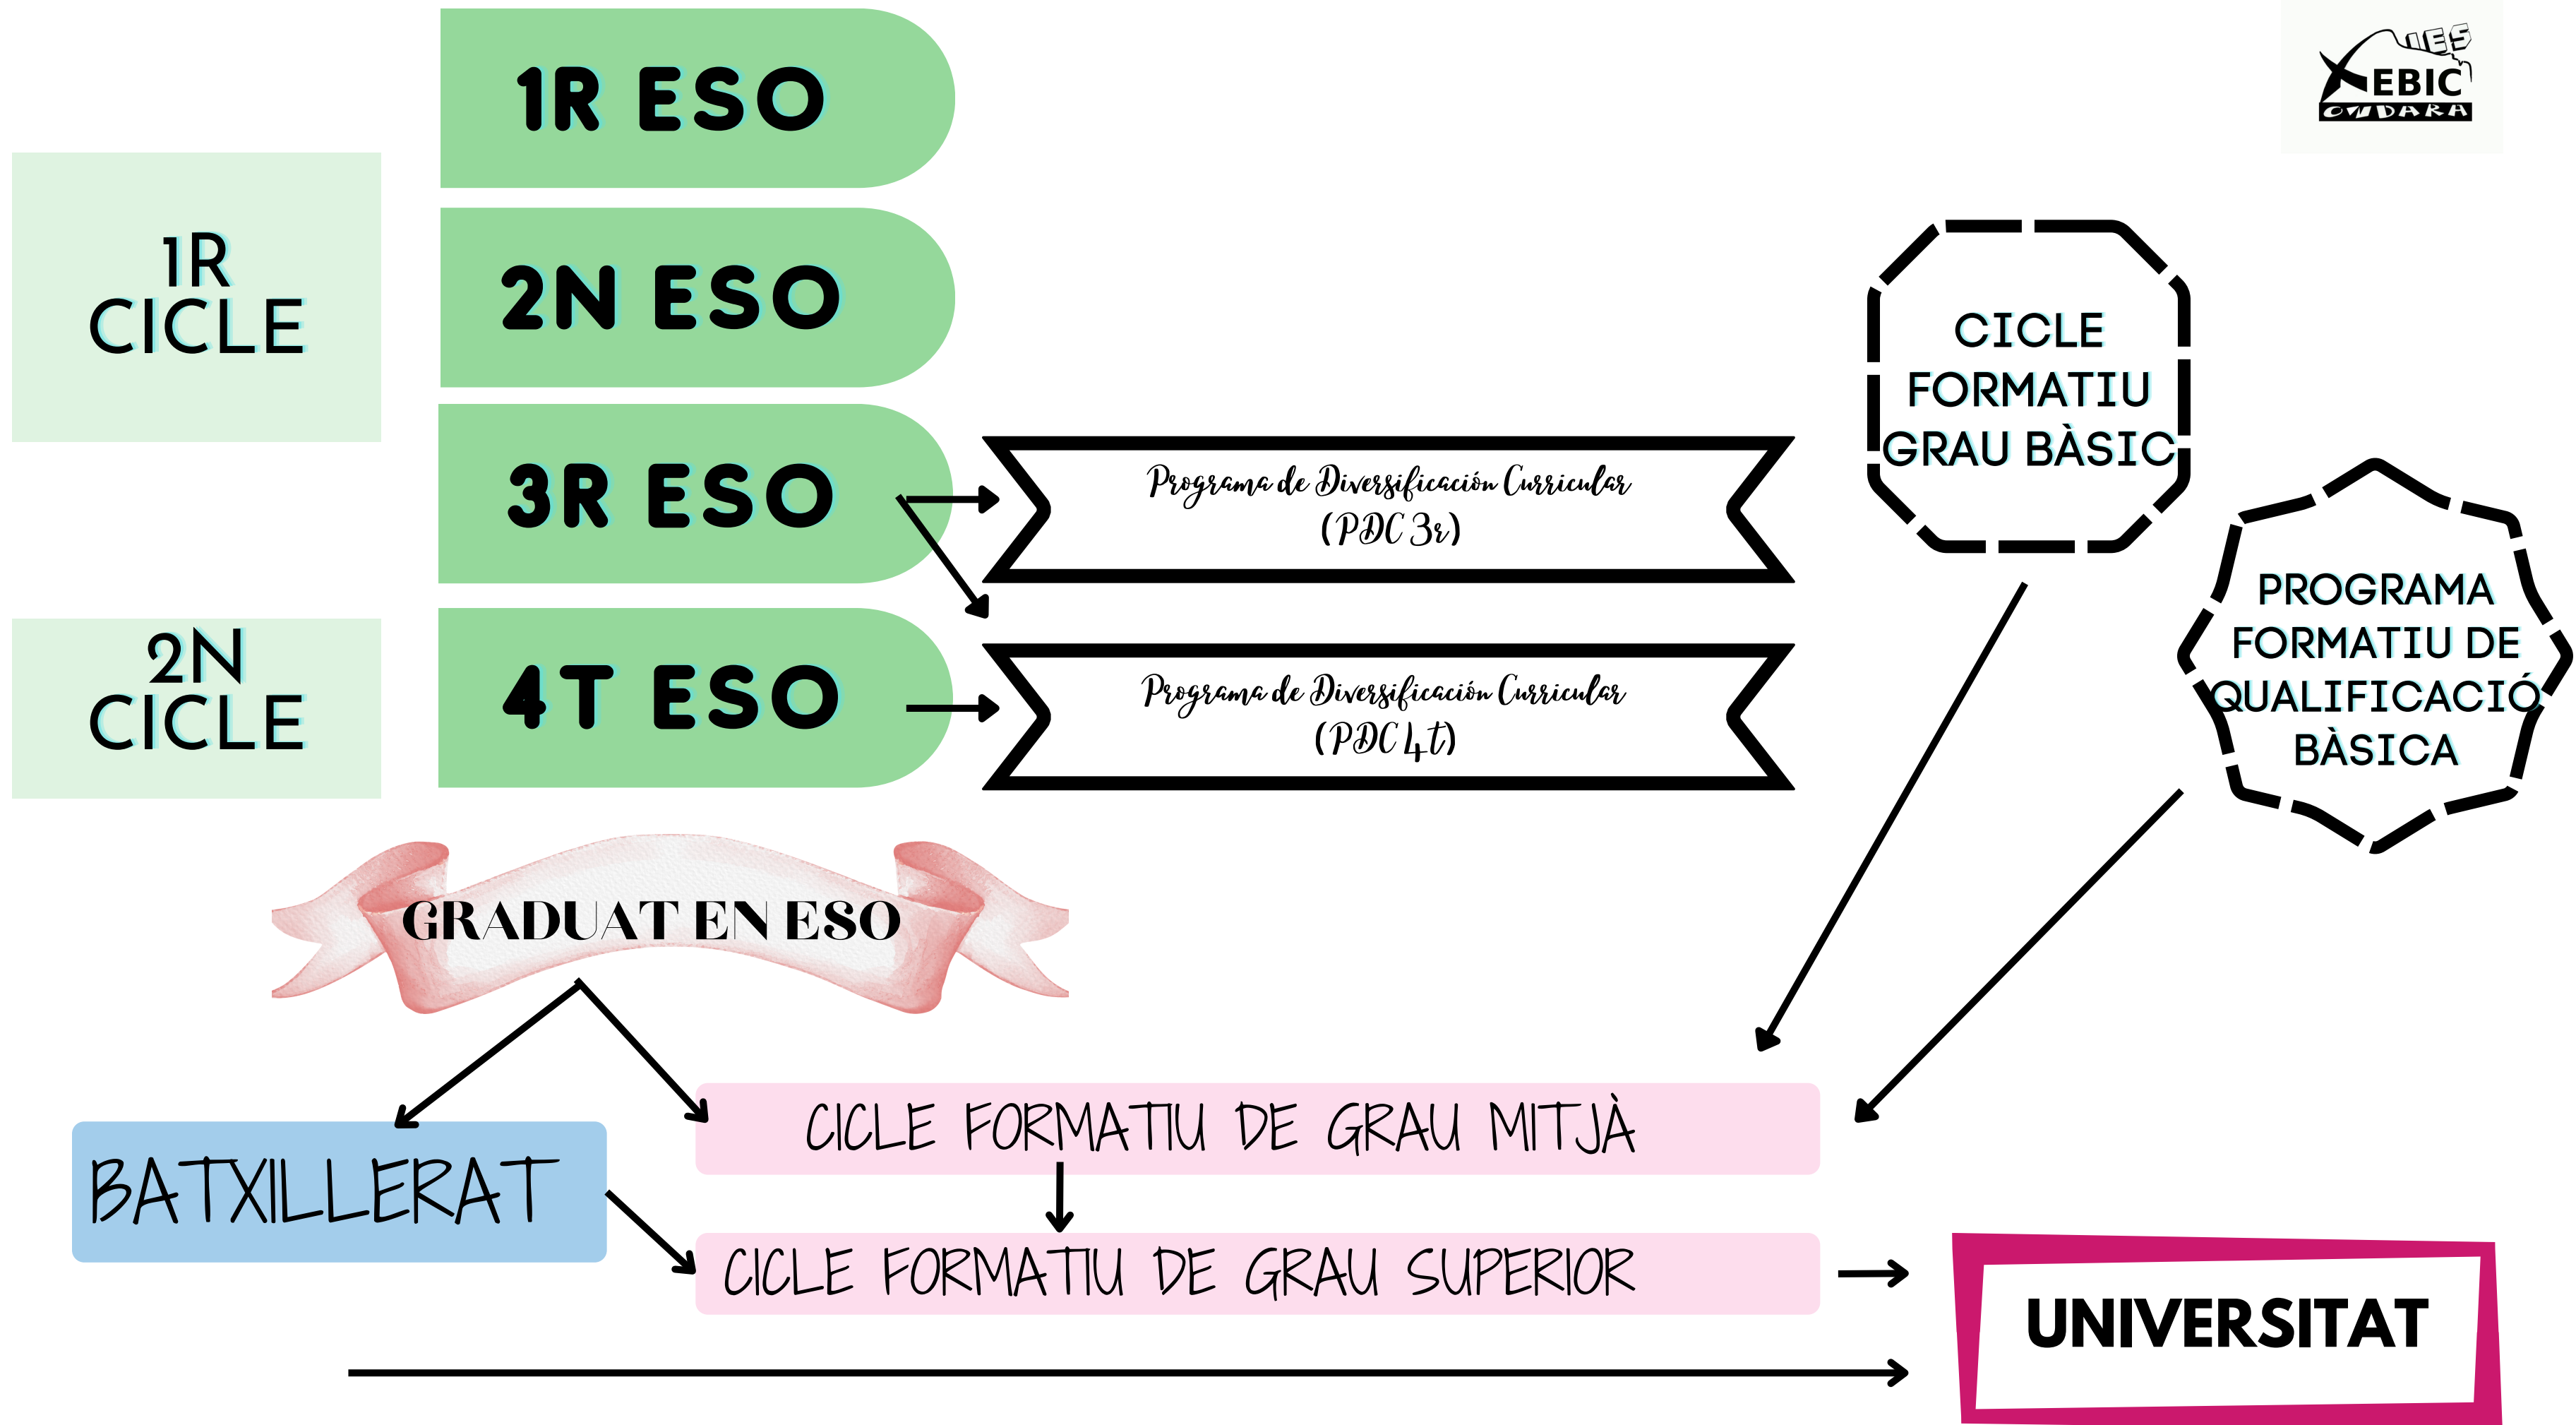 IES
XEBIC
ONDARA
1R ESO
2N ESO
3R ESO
4T ESO
1R
CICLE
2N
CICLE
Programa de Diversificación Curricular
(PDC 3r)
Programa de Diversificación Curricular
(PDC 4t)
CICLE
FORMATIU
GRAU BÀSIC
PROGRAMA
FORMATIU DE
QUALIFICACIÓ
BÀSICA
GRADUAT EN ESO
BATXILLERAT
CICLE FORMATIU DE GRAU MITJÀ
CICLE FORMATIU DE GRAU SUPERIOR
UNIVERSITAT